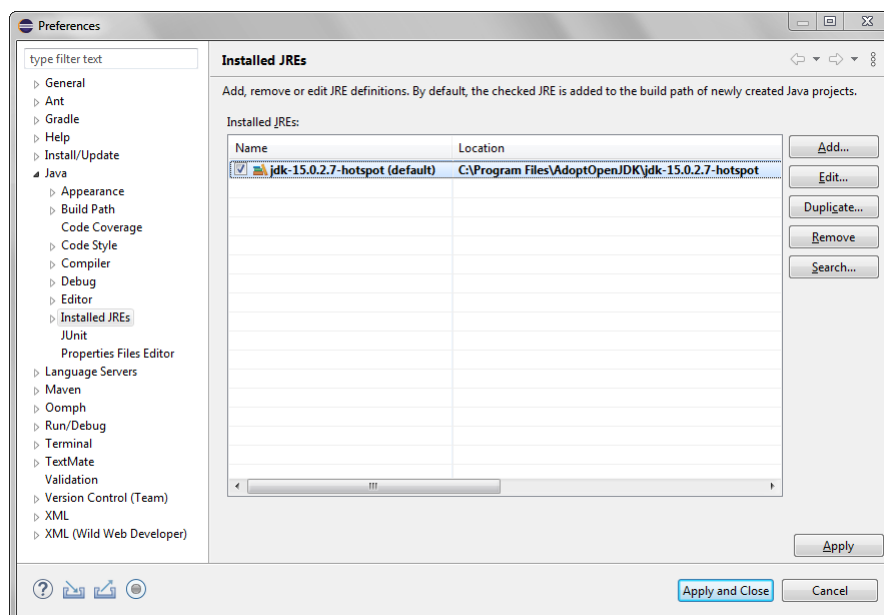 Preferences
type filter text
General
Ant
Gradle
Help
Install/Update
Java
Appearance
Build Path
Code Coverage
Code Style
Compiler
Debug
Editor
Installed JREs
JUnit
Properties Files Editor
Language Servers
Maven
Oomph
Run/Debug
Terminal
TextMate
Validation
Version Control (Team)
XML
XML (Wild Web Developer)
Installed JREs
Add, remove or edit JRE definitions. By default, the checked JRE is added to the build path of newly created Java projects.
Installed JREs:
Name Location
jdk-15.0.2.7-hotspot (default) C:\Program Files\AdoptOpenJDK\jdk-15.0.2.7-hotspot
Add...
Edit...
Duplicate...
Remove
Search...
Apply
Apply and Close Cancel